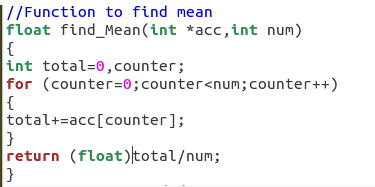 //Function to find mean
float find_Mean(int *acc,int num)
{
int total=0,counter;
for (counter=0;counter<num;counter++)
{
total+=acc[counter];
}
return (float)total/num;
}